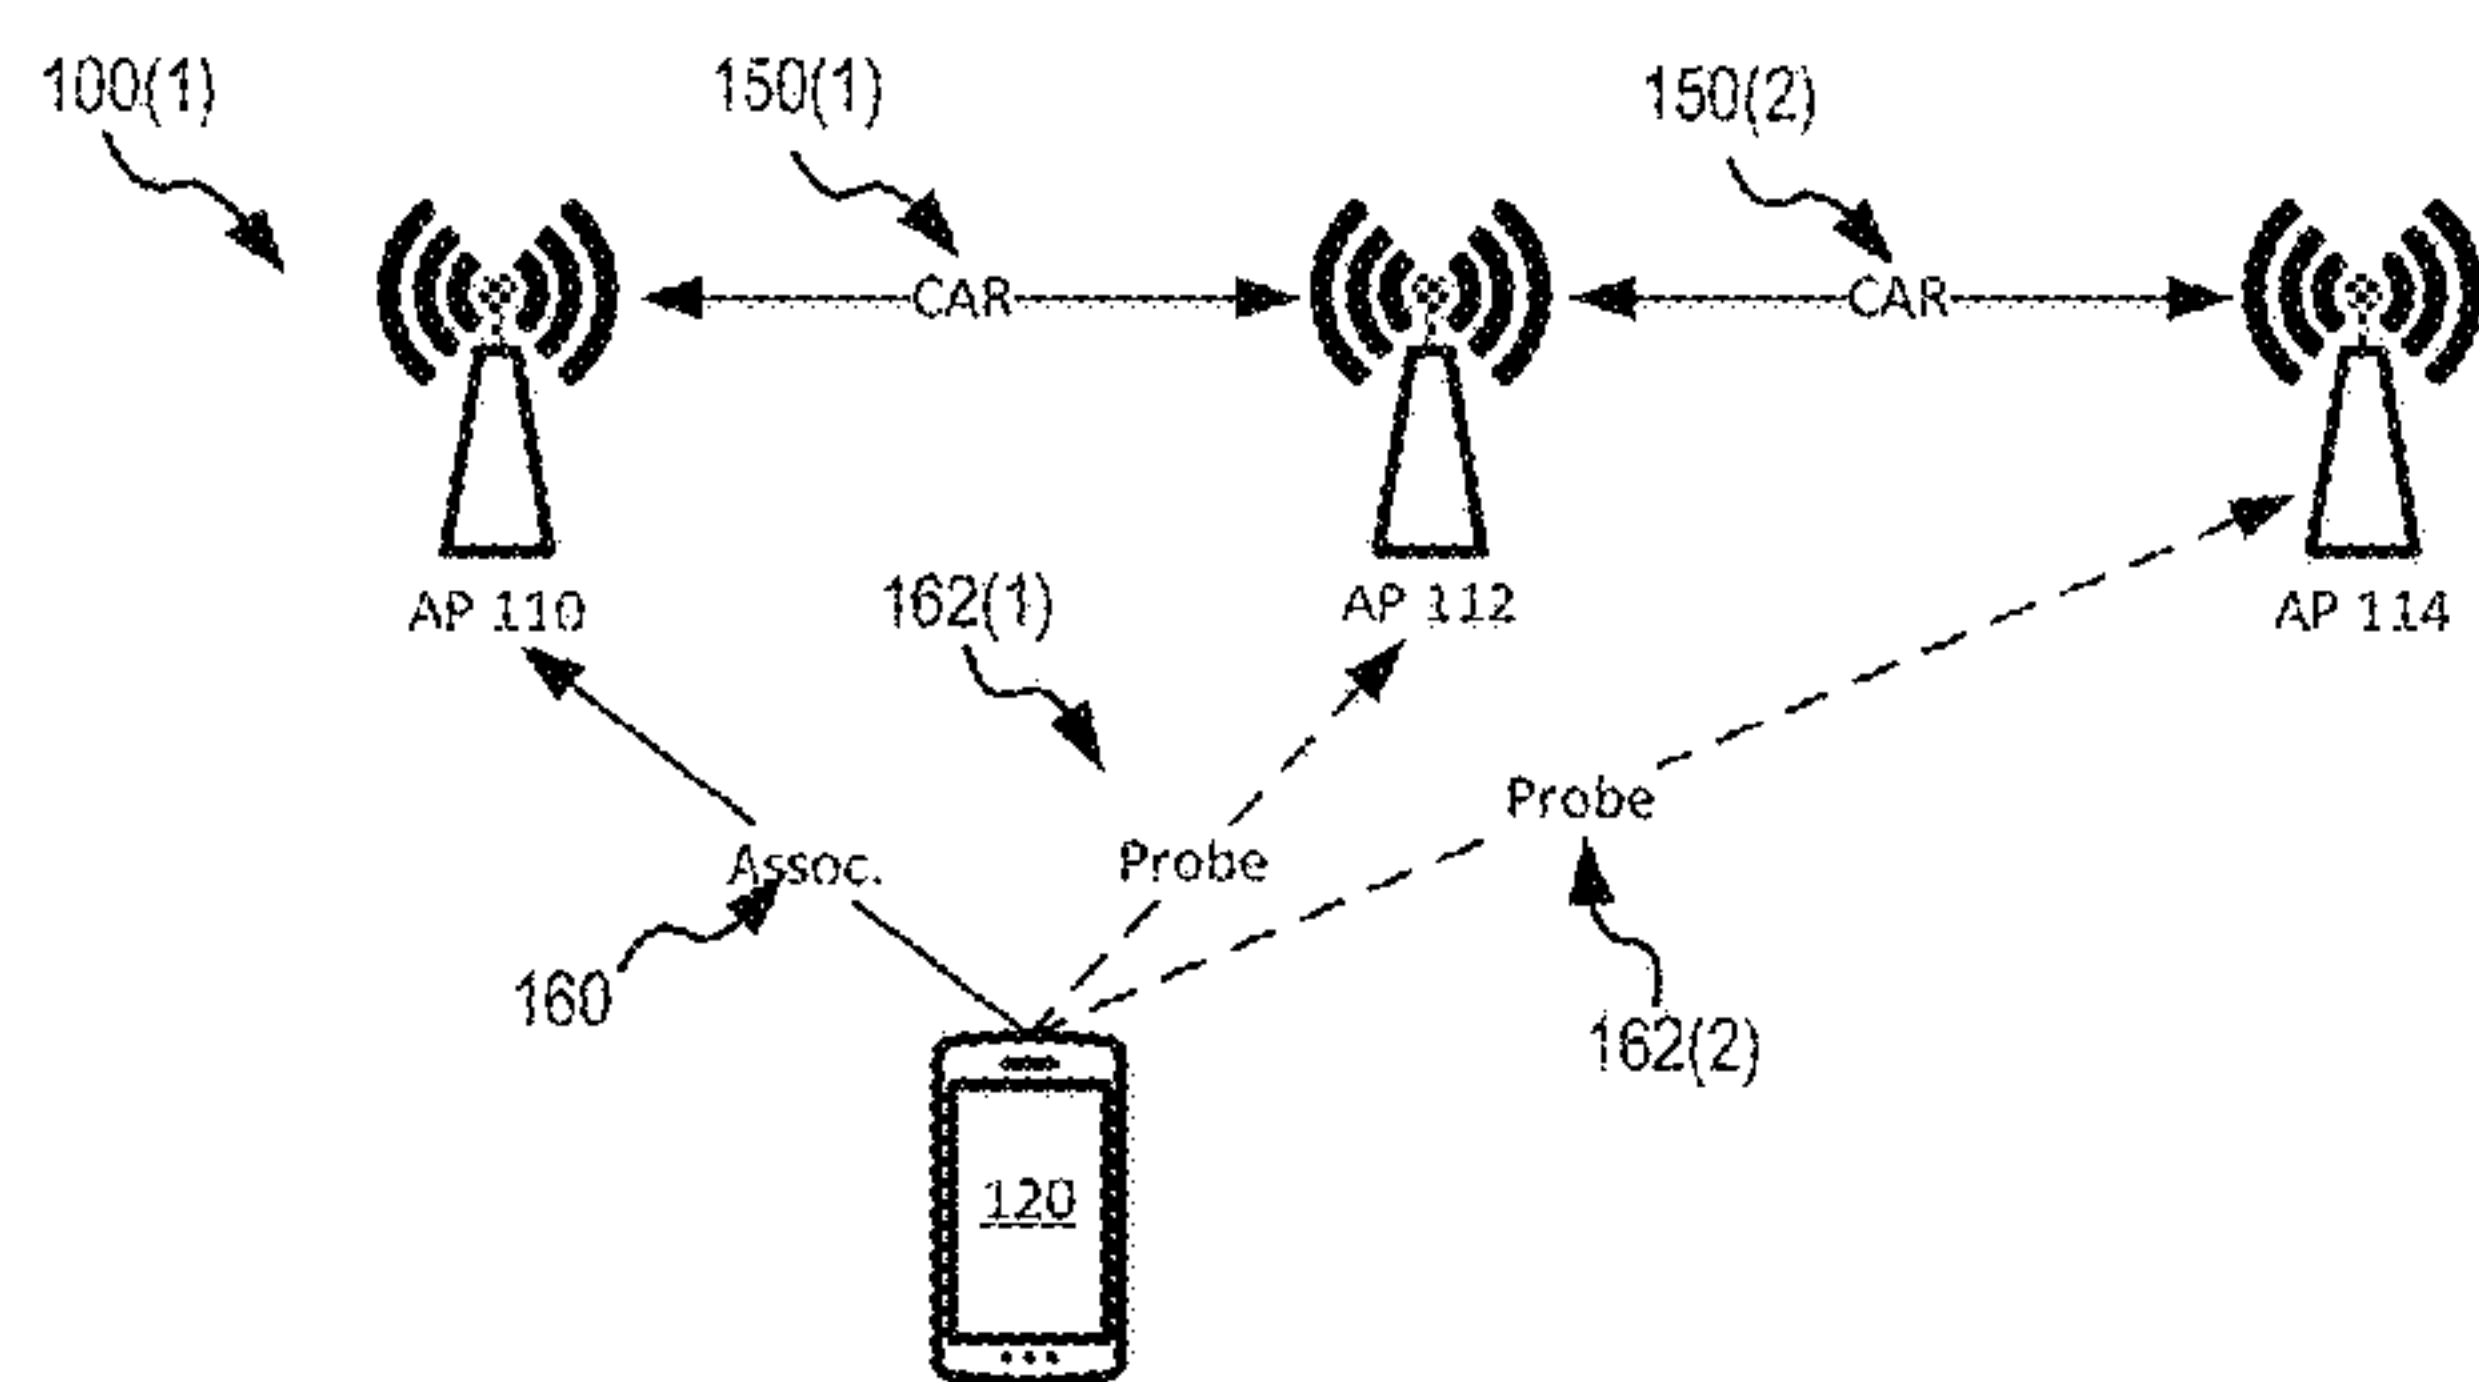 100(1)
150(1)
150(2)
CAR
CAR
AP 110
162(1)
AP 112
AP 114
Probe
Assoc.
Probe
160
162(2)
120